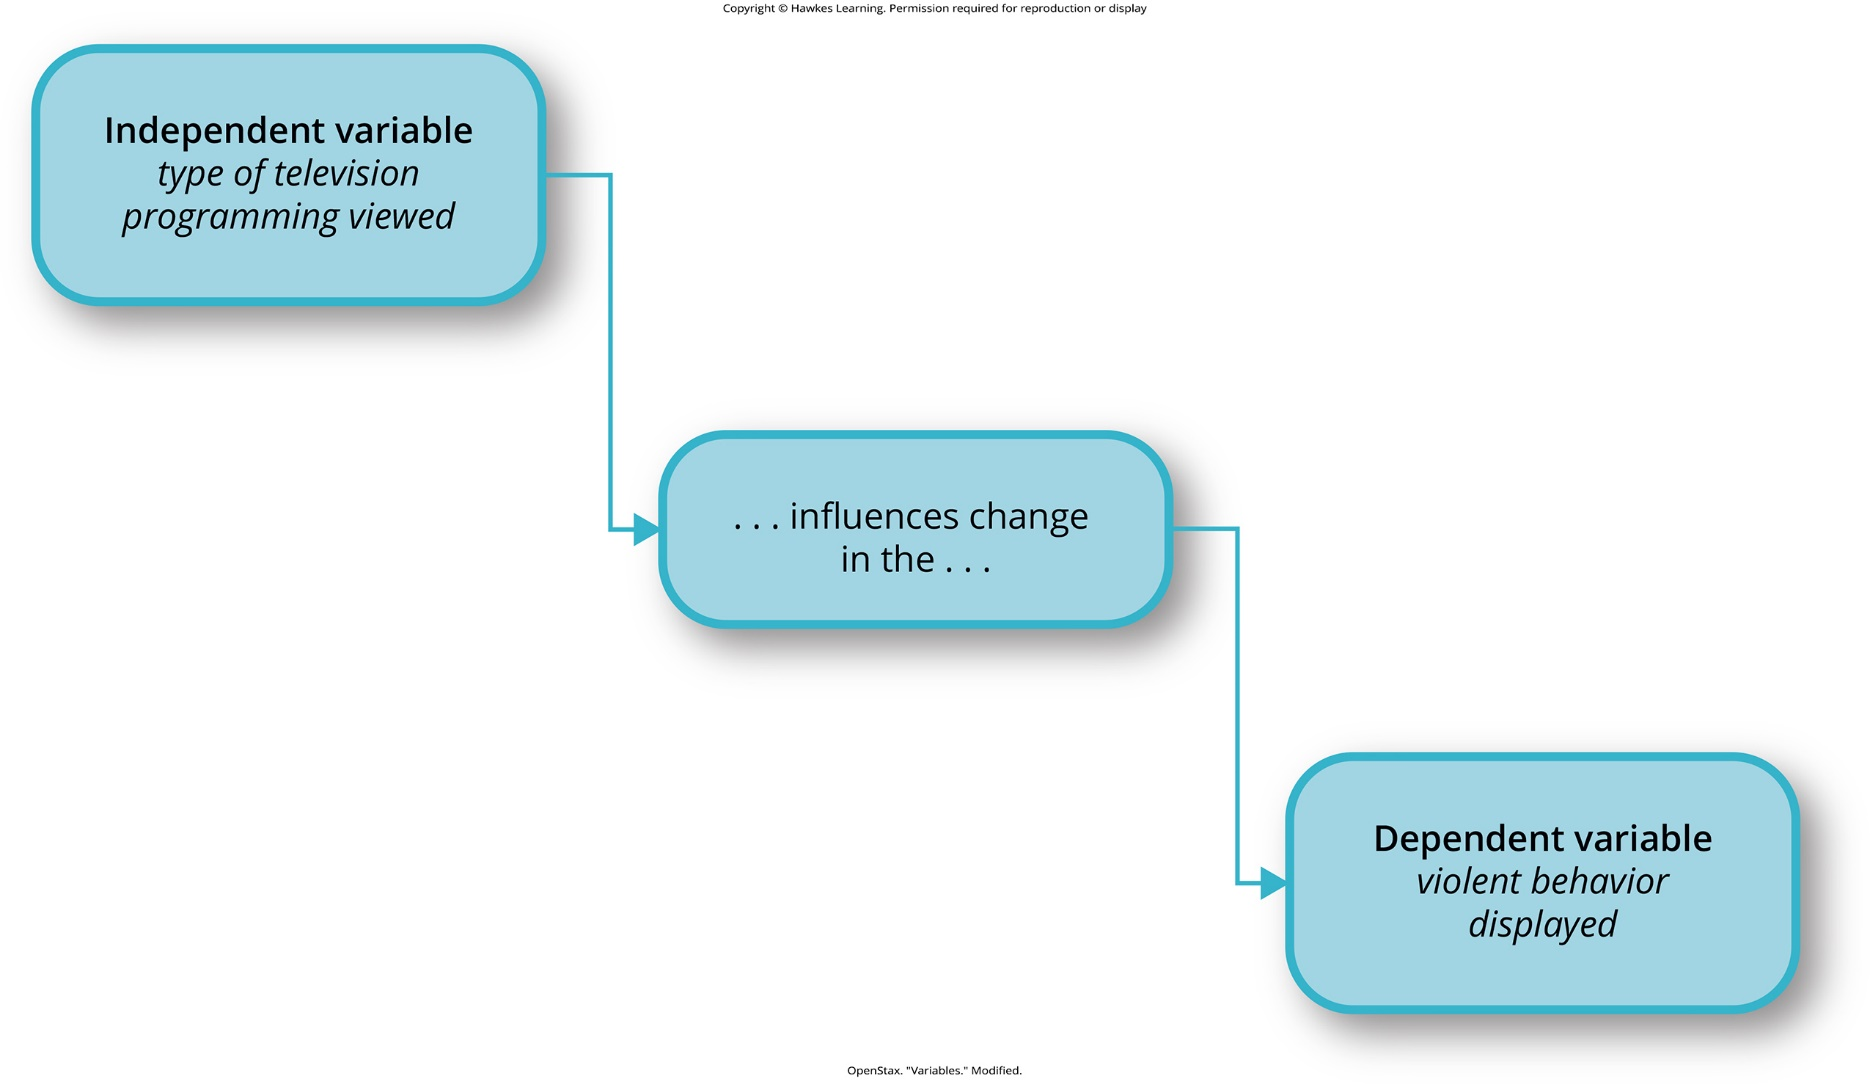 Copyright © Hawkes Learning. Permission required for reproduction or display
Independent variable
type of television
programming viewed
. . . influences change
in the . . .
Dependent variable
violent behavior
displayed
OpenStax. "Variables." Modified.